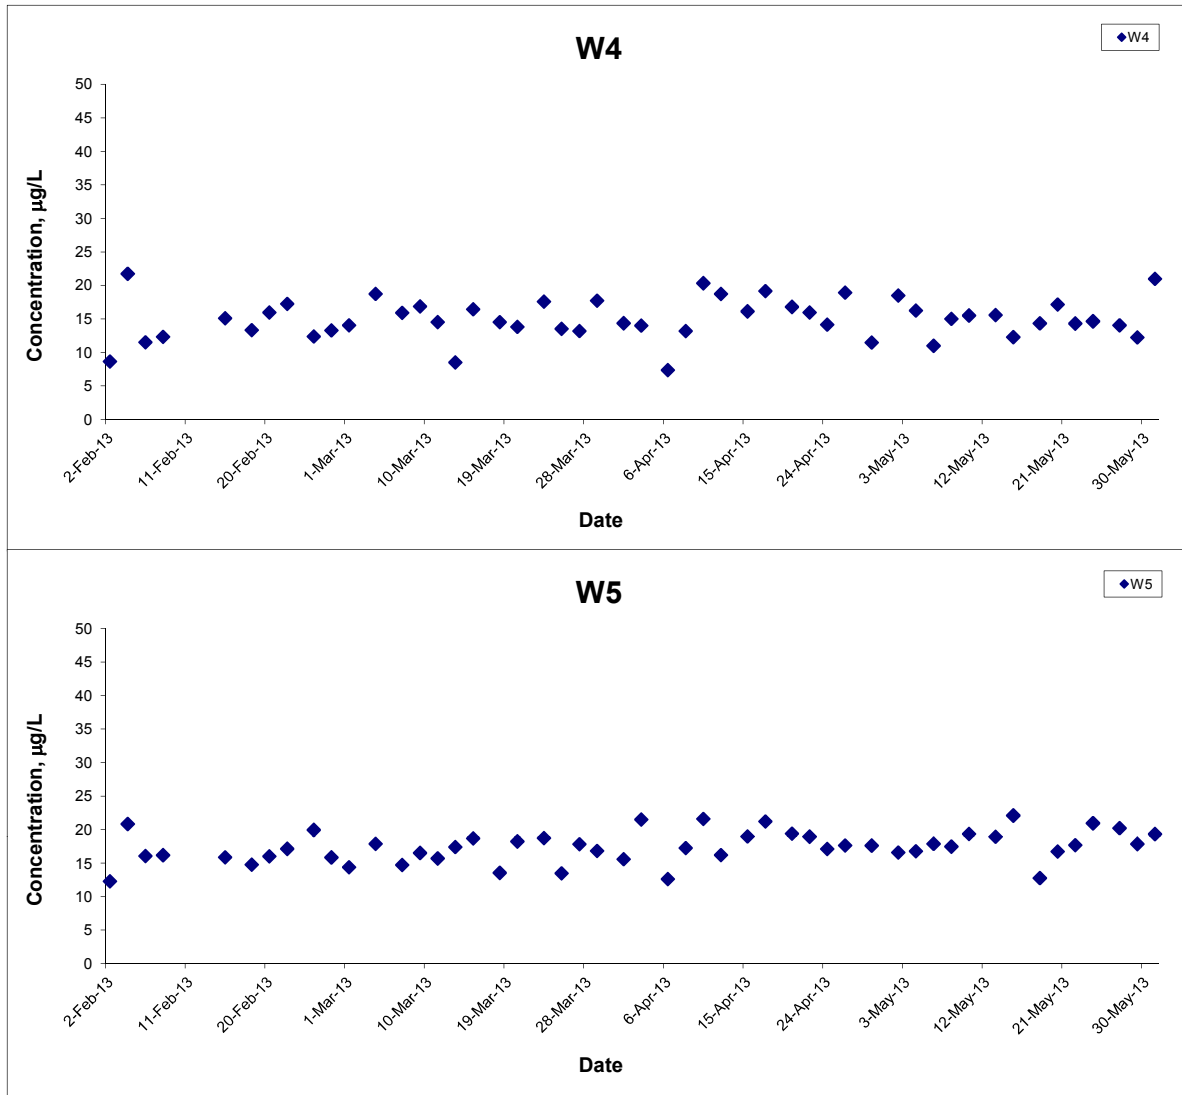 W4
W4
50
45
40
35
30
25
20
15
10
5
0
Concentration, µg/L
2-Feb-13
11-Feb-13
20-Feb-13
1-Mar-13
10-Mar-13
19-Mar-13
28-Mar-13
6-Apr-13
15-Apr-13
24-Apr-13
3-May-13
12-May-13
21-May-13
30-May-13
Date
W5
W5
50
45
40
35
30
25
20
15
10
5
0
Concentration, µg/L
2-Feb-13
11-Feb-13
20-Feb-13
1-Mar-13
10-Mar-13
19-Mar-13
28-Mar-13
6-Apr-13
15-Apr-13
24-Apr-13
3-May-13
12-May-13
21-May-13
30-May-13
Date